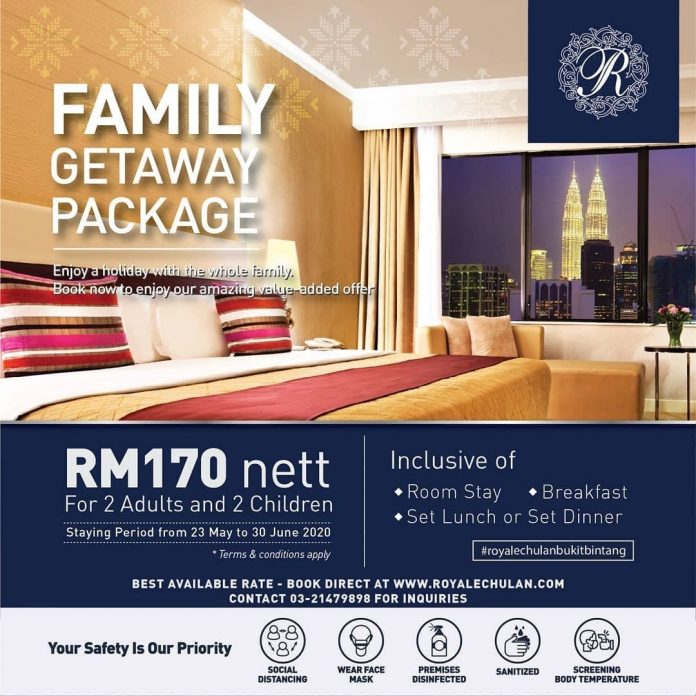 R
FAMILY
GETAWAY
PACKAGE
Enjoy a holiday with the whole family.
Book now to enjoy our amazing value-added offer
RM170 nett
For 2 Adults and 2 Children
Staying Period from 23 May to 30 June 2020
* Terms & conditions apply
Inclusive of
Room Stay
Breakfast
Set Lunch or Set Dinner
#royalechulanbukitbintang
BEST AVAILABLE RATE - BOOK DIRECT AT WWW.ROYALECHULAN.COM
CONTACT 03-21479898 FOR INQUIRIES
Your Safety Is Our Priority
SOCIAL
DISTANCING
WEAR FACE
MASK
PREMISES
DISINFECTED
SANITIZED
SCREENING
BODY TEMPERATURE